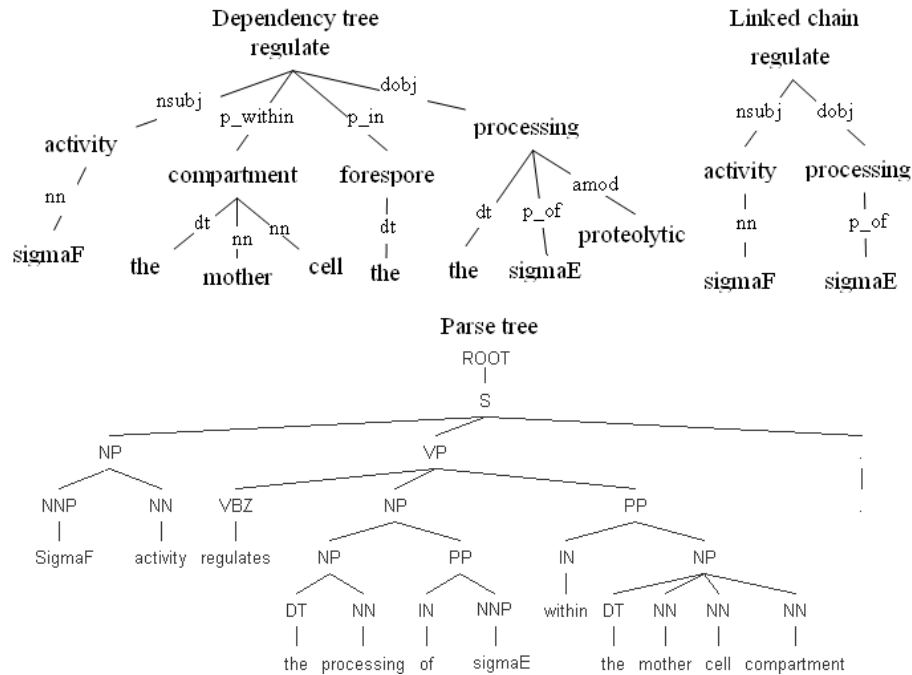 Dependency tree
regulate
nsubj p_within p_in dobj
activity compartment forespore processing
nn dt nn nn dt dt p_of amod
sigmaF the mother cell the the sigmaE proteolytic
Linked chain
regulate
nsubj dobj
activity processing
nn p_of
sigmaF sigmaE
Parse tree
ROOT
S
NP VP .
NNP NN VBZ NP PP .
SigmaF activity regulates NP PP IN NP
DT NN IN NNP within DT NN NN NN
the processing of sigmaE the mother cell compartment